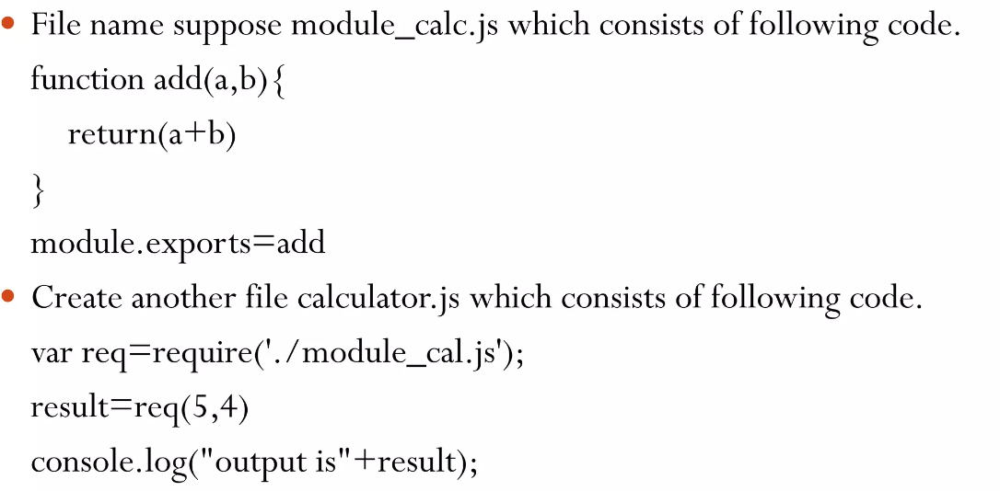 • File name suppose module_calc.js which consists of following code.
function add(a,b){
return(a+b)
}
module.exports=add
• Create another file calculator.js which consists of following code.
var req=require('./module_cal.js');
result=req(5,4)
console.log("output is"+result);